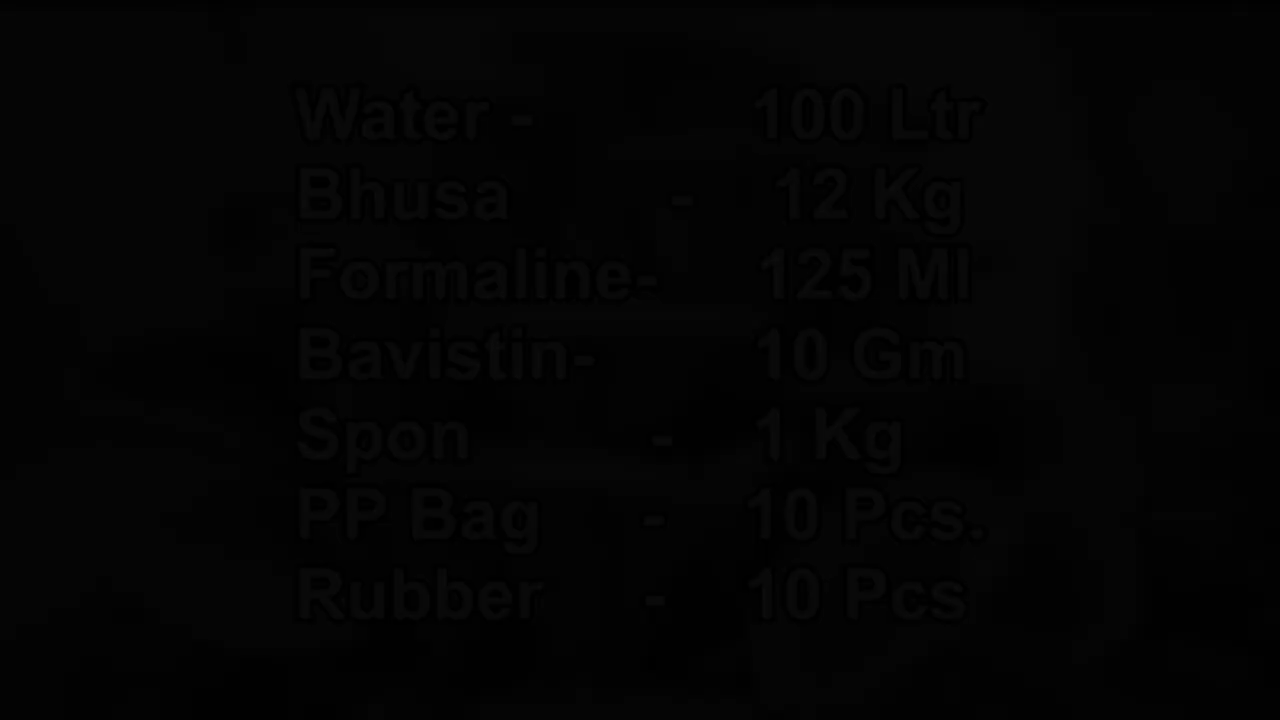 Water - 100 Ltr
Bhusa - 12 Kg
Formaline- 125 Ml
Bavistin- 10 Gm
Spon - 1 Kg
PP Bag - 10 Pcs.
Rubber - 10 Pcs